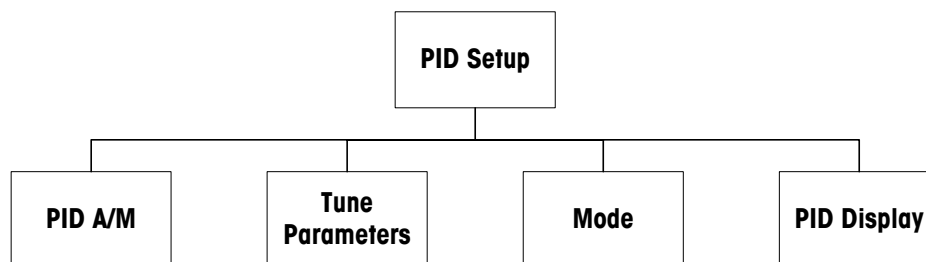 PID Setup
PID A/M
Tune
Parameters
Mode
PID Display